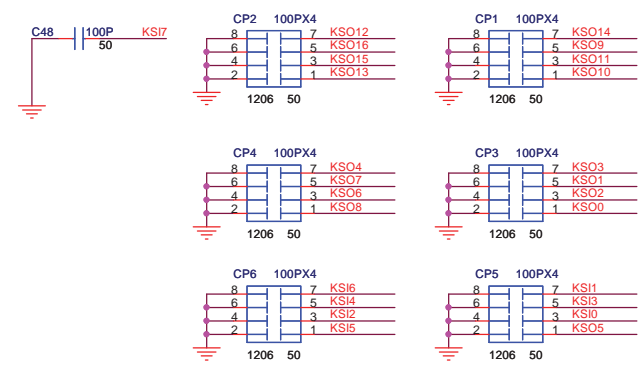 C48 100P KSI7
50
CP2 100PX4
8 7 KSO12
6 5 KSO16
4 3 KSO15
2 1 KSO13
1206 50
CP1 100PX4
8 7 KSO14
6 5 KSO9
4 3 KSO11
2 1 KSO10
1206 50
CP4 100PX4
8 7 KSO4
6 5 KSO7
4 3 KSO6
2 1 KSO8
1206 50
CP3 100PX4
8 7 KSO3
6 5 KSO1
4 3 KSO2
2 1 KSO0
1206 50
CP6 100PX4
8 7 KSI6
6 5 KSI4
4 3 KSI2
2 1 KSI5
1206 50
CP5 100PX4
8 7 KSI1
6 5 KSI3
4 3 KSI0
2 1 KSO5
1206 50